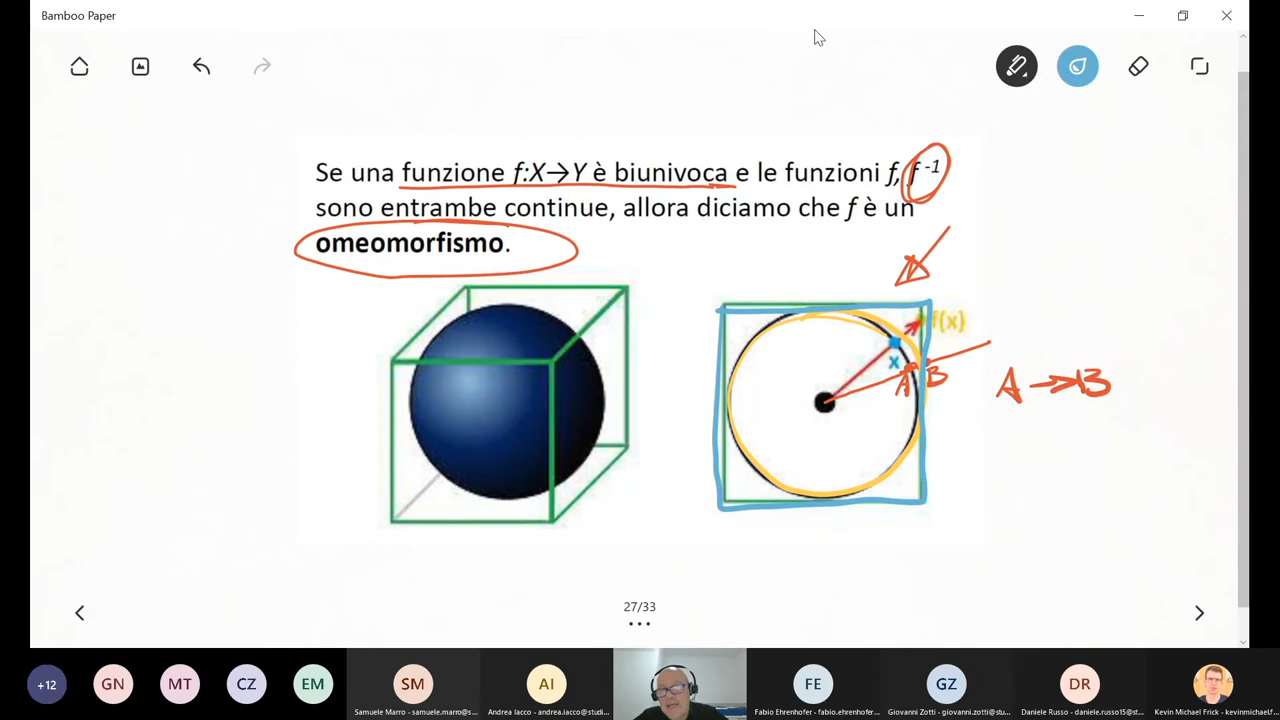 Bamboo Paper
Se una funzione f:X→Y è biunivoca e le funzioni f, f⁻¹
sono entrambe continue, allora diciamo che f è un
omeomorfismo.
f(x)
x
A B
A → B
27/33
+12
GN
MT
CZ
EM
SM
AI
FE
GZ
DR
Samuele Marro - samuele.marro@s...
Andrea Iacco - andrea.iacco@studi...
Fabio Ehrenhofer - fabio.ehrenhofer...
Giovanni Zotti - giovanni.zotti@stu...
Daniele Russo - daniele.russo15@st...
Kevin Michael Frick - kevinmichael.f...